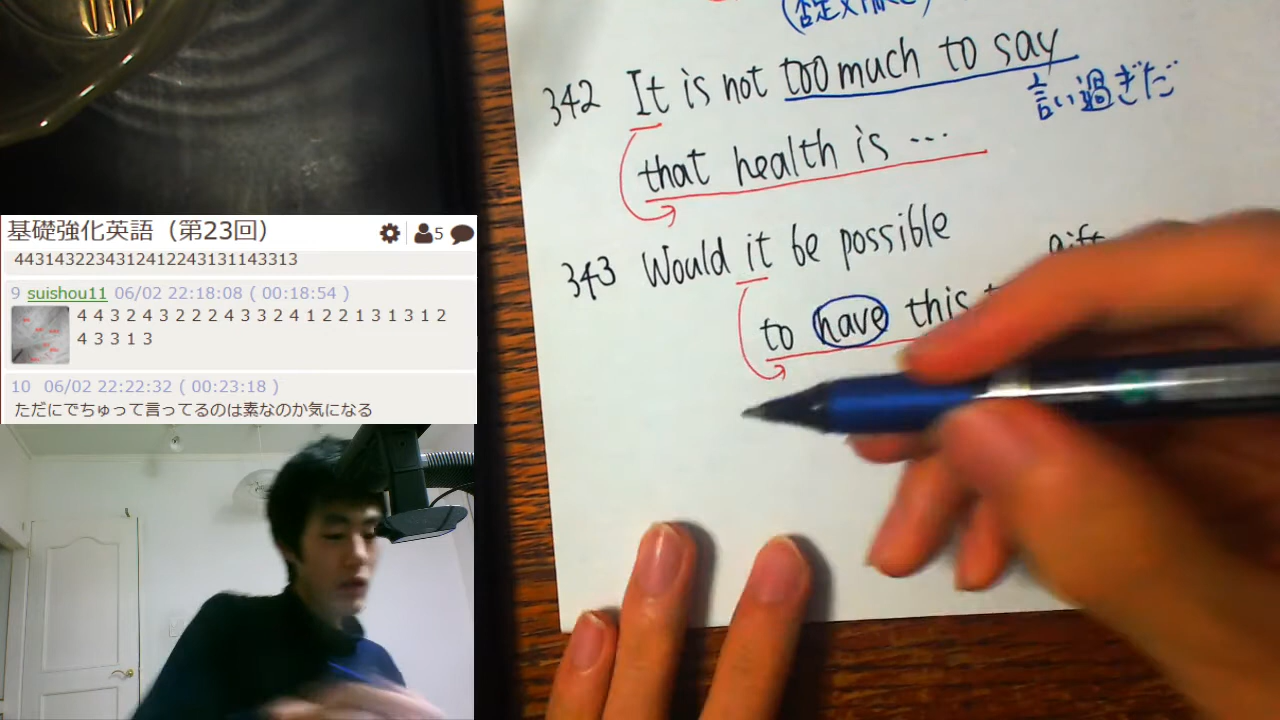 (否定文
342 It is not too much to say
言い過ぎだ
that health is ...
343 Would it be possible
to have this gift
基礎強化英語(第23回)
5
4431432234312412243131143313
9 suishou11 06/02 22:18:08 ( 00:18:54 )
4 4 3 2 4 3 2 2 2 4 3 3 2 4 1 2 2 1 3 1 3 1 2
4 3 3 1 3
10 06/02 22:22:32 ( 00:23:18 )
ただにでちゅって言ってるのは素なのか気になる